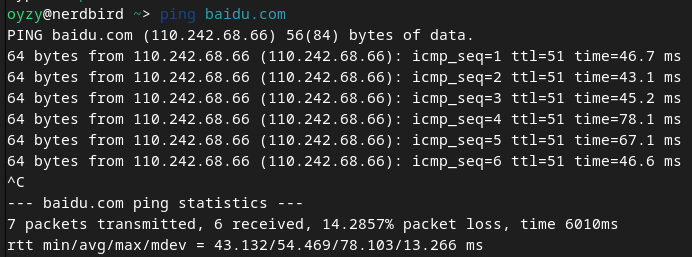 oyzy@nerdbird ~> ping baidu.com
PING baidu.com (110.242.68.66) 56(84) bytes of data.
64 bytes from 110.242.68.66 (110.242.68.66): icmp_seq=1 ttl=51 time=46.7 ms
64 bytes from 110.242.68.66 (110.242.68.66): icmp_seq=2 ttl=51 time=43.1 ms
64 bytes from 110.242.68.66 (110.242.68.66): icmp_seq=3 ttl=51 time=45.2 ms
64 bytes from 110.242.68.66 (110.242.68.66): icmp_seq=4 ttl=51 time=78.1 ms
64 bytes from 110.242.68.66 (110.242.68.66): icmp_seq=5 ttl=51 time=67.1 ms
64 bytes from 110.242.68.66 (110.242.68.66): icmp_seq=6 ttl=51 time=46.6 ms
^C
--- baidu.com ping statistics ---
7 packets transmitted, 6 received, 14.2857% packet loss, time 6010ms
rtt min/avg/max/mdev = 43.132/54.469/78.103/13.266 ms